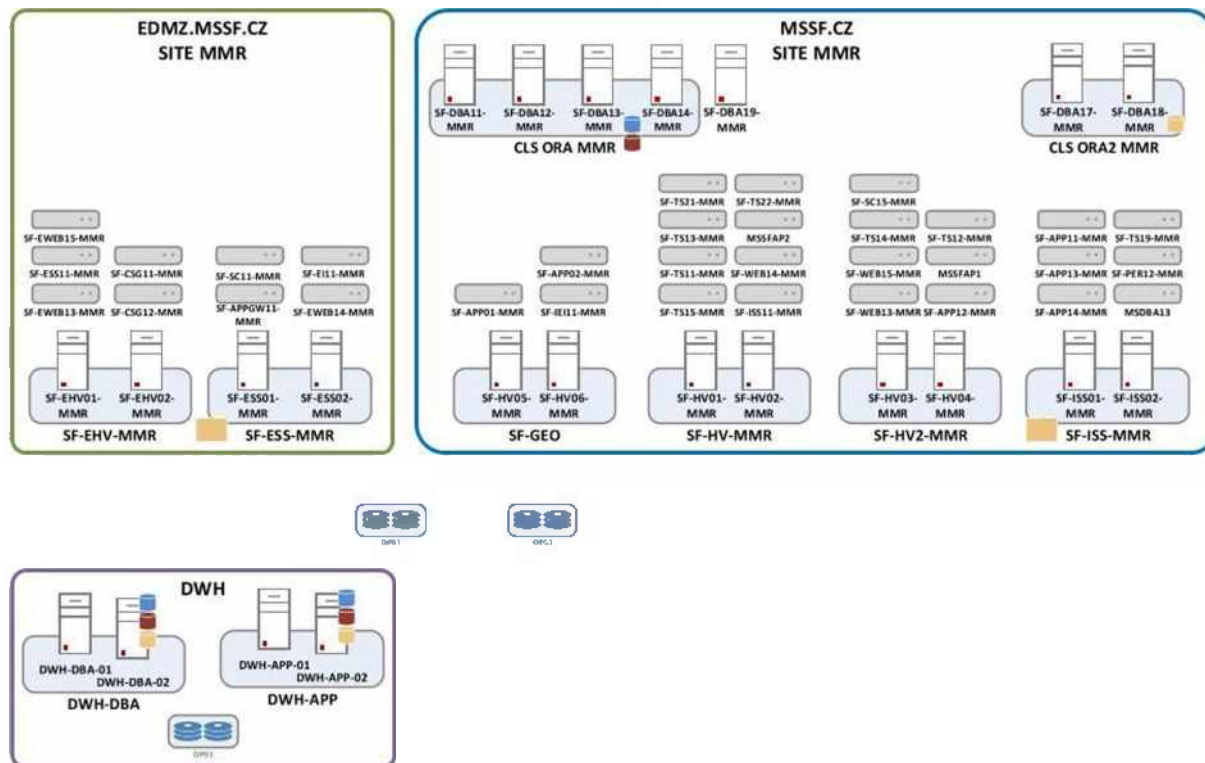 EDMZ.MSSF.CZ
SITE MMR
SF-EWEB15-MMR
SF-ESS11-MMR SF-CSG11-MMR SF-SC11-MMR SF-EI11-MMR
SF-EWEB13-MMR SF-CSG12-MMR SF-APPGW11-MMR SF-EWEB14-MMR
SF-EHV01-MMR SF-EHV02-MMR SF-ESS01-MMR SF-ESS02-MMR
SF-EHV-MMR SF-ESS-MMR
MSSF.CZ
SITE MMR
SF-DBA11-MMR SF-DBA12-MMR SF-DBA13-MMR SF-DBA14-MMR SF-DBA19-MMR SF-DBA17-MMR SF-DBA18-MMR
CLS ORA MMR CLS ORA2 MMR
SF-TS21-MMR SF-TS22-MMR SF-SC15-MMR
SF-TS13-MMR MSSFAP2 SF-TS14-MMR SF-TS12-MMR SF-APP11-MMR SF-TS19-MMR
SF-APP02-MMR SF-TS11-MMR SF-WEB14-MMR SF-WEB15-MMR MSSFAP1 SF-APP13-MMR SF-PER12-MMR
SF-APP01-MMR SF-IEI11-MMR SF-TS15-MMR SF-ISS11-MMR SF-WEB13-MMR SF-APP12-MMR SF-APP14-MMR MSDBA13
SF-HV05-MMR SF-HV06-MMR SF-HV01-MMR SF-HV02-MMR SF-HV03-MMR SF-HV04-MMR SF-ISS01-MMR SF-ISS02-MMR
SF-GEO SF-HV-MMR SF-HV2-MMR SF-ISS-MMR
DWH
DWH-DBA-01 DWH-APP-01
DWH-DBA-02 DWH-APP-02
DWH-DBA DWH-APP